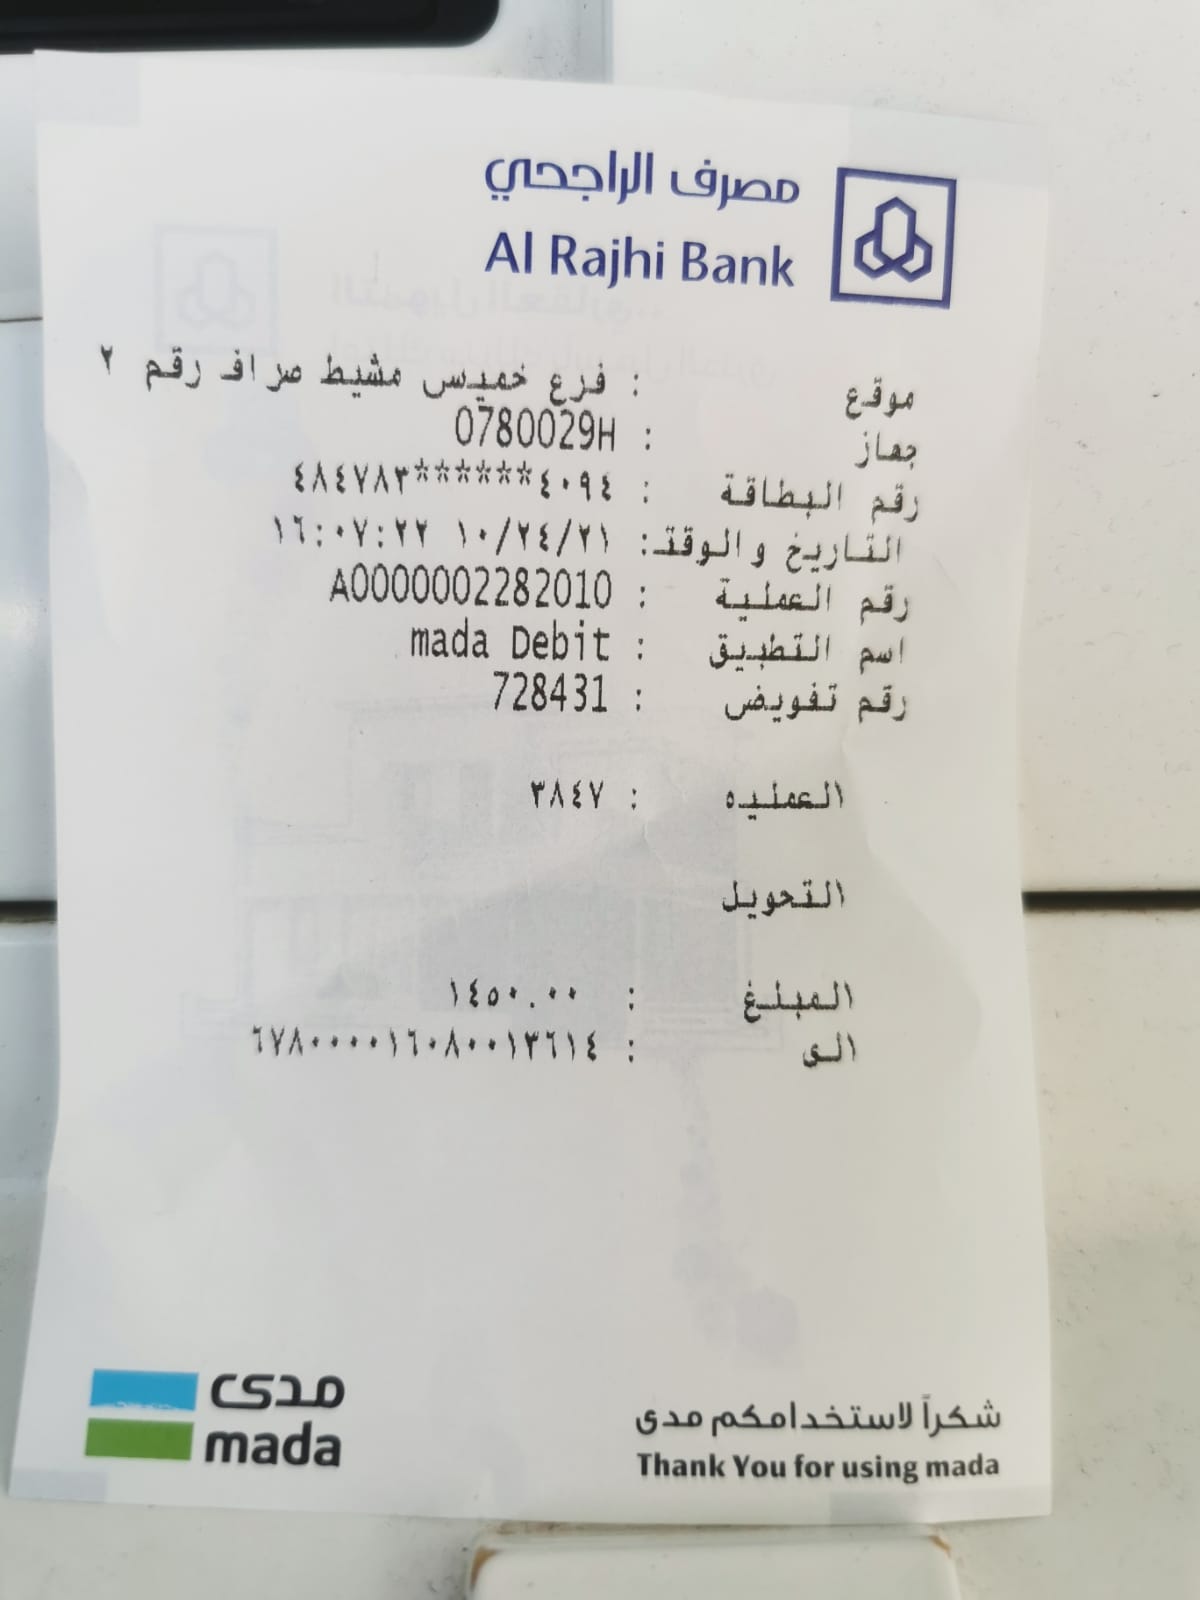 مصرف الراجحي
Al Rajhi Bank
موقع : فرع خميس مشيط صراف رقم ٢
جهاز : 0780029H
رقم البطاقة : ٤٨٤٧٨٣******٤٠٩٤
التاريخ والوقت: ١٠/٢٤/٢١ ١٦:٠٧:٢٢
رقم العملية : A0000002282010
اسم التطبيق : mada Debit
رقم تفويض : 728431
العمليه : ٣٨٤٧
التحويل
المبلغ : ١٤٥٠.٠٠
الى : ٦٧٨٠٠٠٠١٦٠٨٠٠١٣٦١٤
مدى
mada
شكراً لاستخدامكم مدى
Thank You for using mada